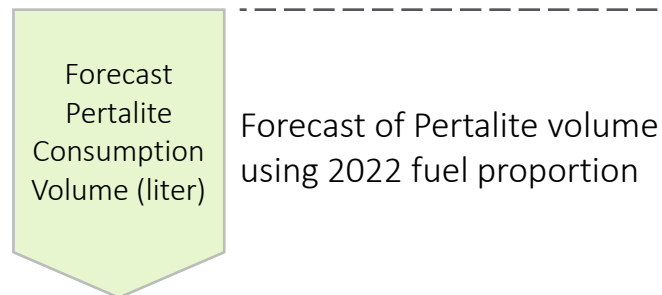 Forecast
Pertalite
Consumption
Volume (liter)
Forecast of Pertalite volume
using 2022 fuel proportion